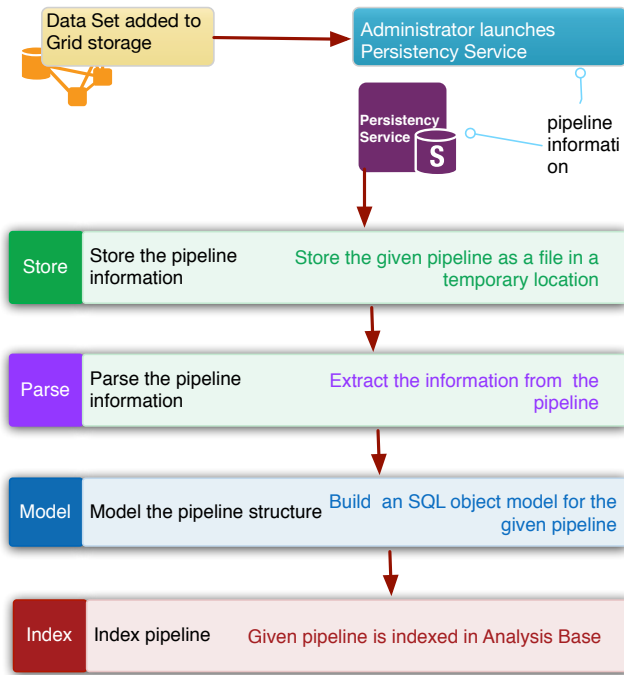 Data Set added to
Grid storage
Administrator launches
Persistency Service
Persistency
Service
S
pipeline
informati
on
Store
Store the pipeline
information
Store the given pipeline as a file in a
temporary location
Parse
Parse the pipeline
information
Extract the information from  the
pipeline
Model
Model the pipeline structure
Build  an SQL object model for the
given pipeline
Index
Index pipeline
Given pipeline is indexed in Analysis Base